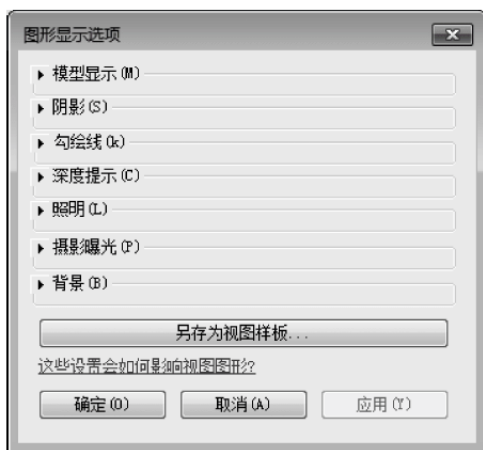 图形显示选项
模型显示(M)
阴影(S)
勾绘线(k)
深度提示(C)
照明(L)
摄影曝光(P)
背景(B)
另存为视图样板...
这些设置会如何影响视图图形?
确定(O) 取消(A) 应用(Y)